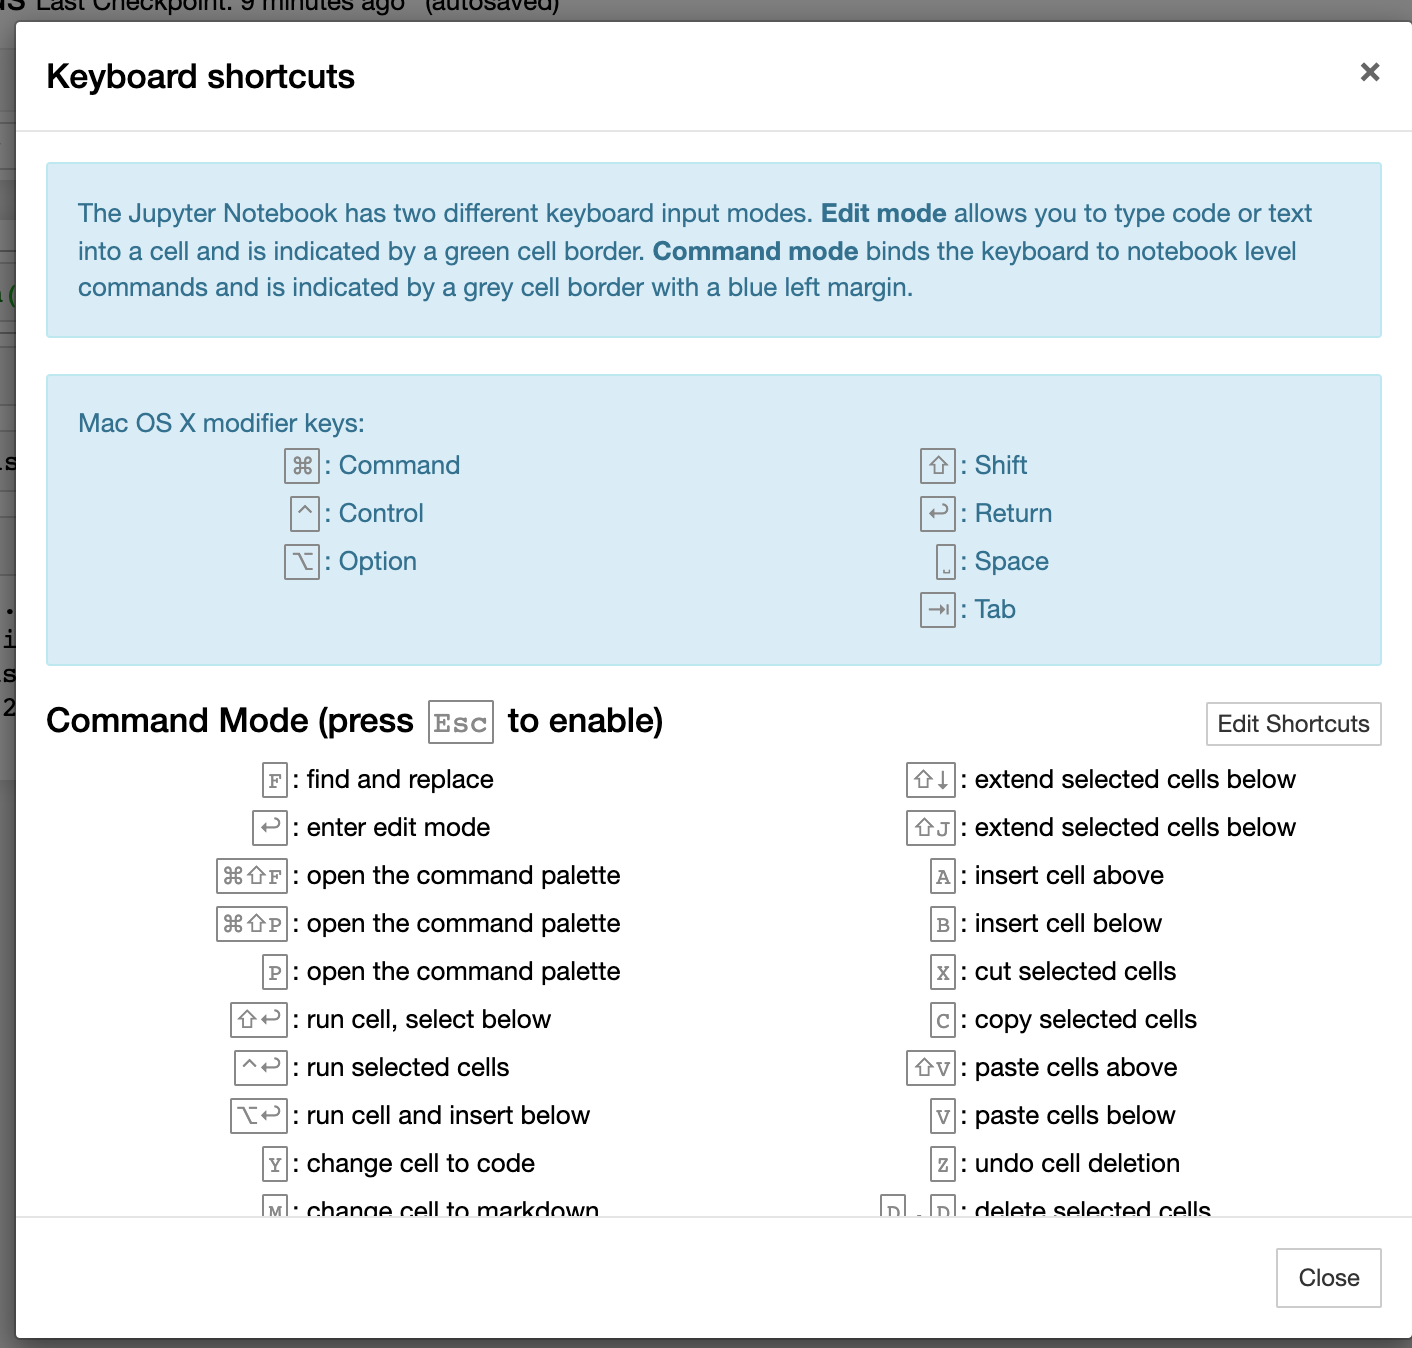 Last Checkpoint: 9 minutes ago (autosaved)
Keyboard shortcuts
×
The Jupyter Notebook has two different keyboard input modes. Edit mode allows you to type code or text
into a cell and is indicated by a green cell border. Command mode binds the keyboard to notebook level
commands and is indicated by a grey cell border with a blue left margin.
Mac OS X modifier keys:
⌘: Command
^: Control
⌥: Option
⇧: Shift
↩: Return
␣: Space
⇥: Tab
Command Mode (press Esc to enable)
Edit Shortcuts
F: find and replace
↩: enter edit mode
⌘⇧F: open the command palette
⌘⇧P: open the command palette
P: open the command palette
⇧↩: run cell, select below
^↩: run selected cells
⌥↩: run cell and insert below
Y: change cell to code
M: change cell to markdown
⇧↓: extend selected cells below
⇧J: extend selected cells below
A: insert cell above
B: insert cell below
X: cut selected cells
C: copy selected cells
⇧V: paste cells above
V: paste cells below
Z: undo cell deletion
D, D: delete selected cells
Close